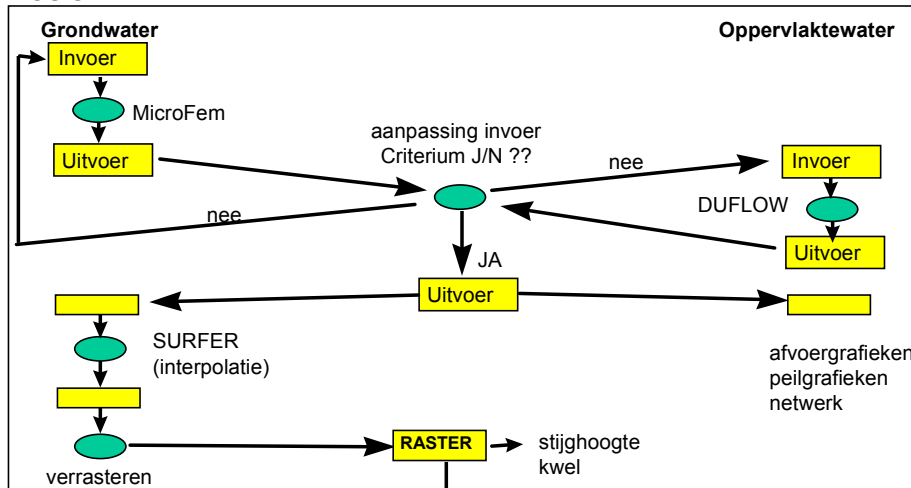 Grondwater
Oppervlaktewater
Invoer
MicroFem
Uitvoer
aanpassing invoer
Criterium J/N ??
nee
nee
Invoer
DUFLOW
Uitvoer
JA
Uitvoer
SURFER
(interpolatie)
afvoergrafieken
peilgrafieken
netwerk
verrasteren
RASTER
stijghoogte
kwel